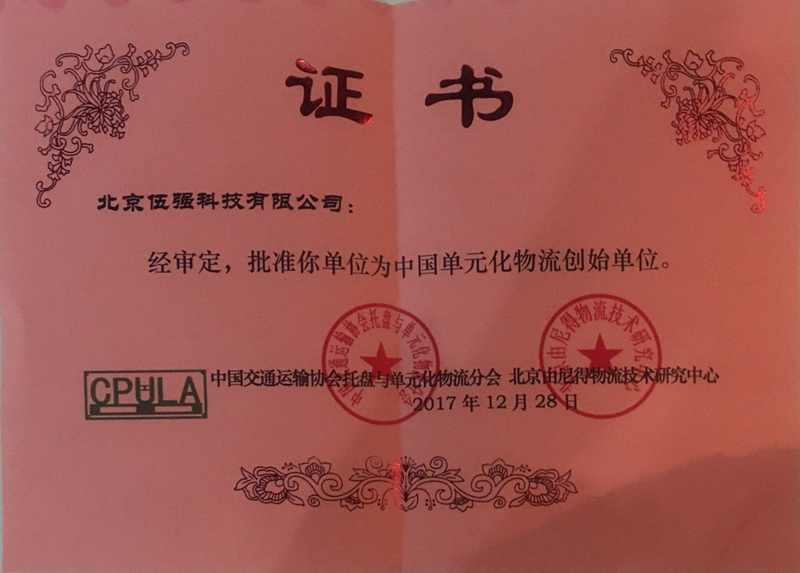 证书
北京伍强科技有限公司：
经审定，批准你单位为中国单元化物流创始单位。
CPULA
中国交通运输协会托盘与单元化物流分会 北京由尼得物流技术研究中心
2017年12月28日